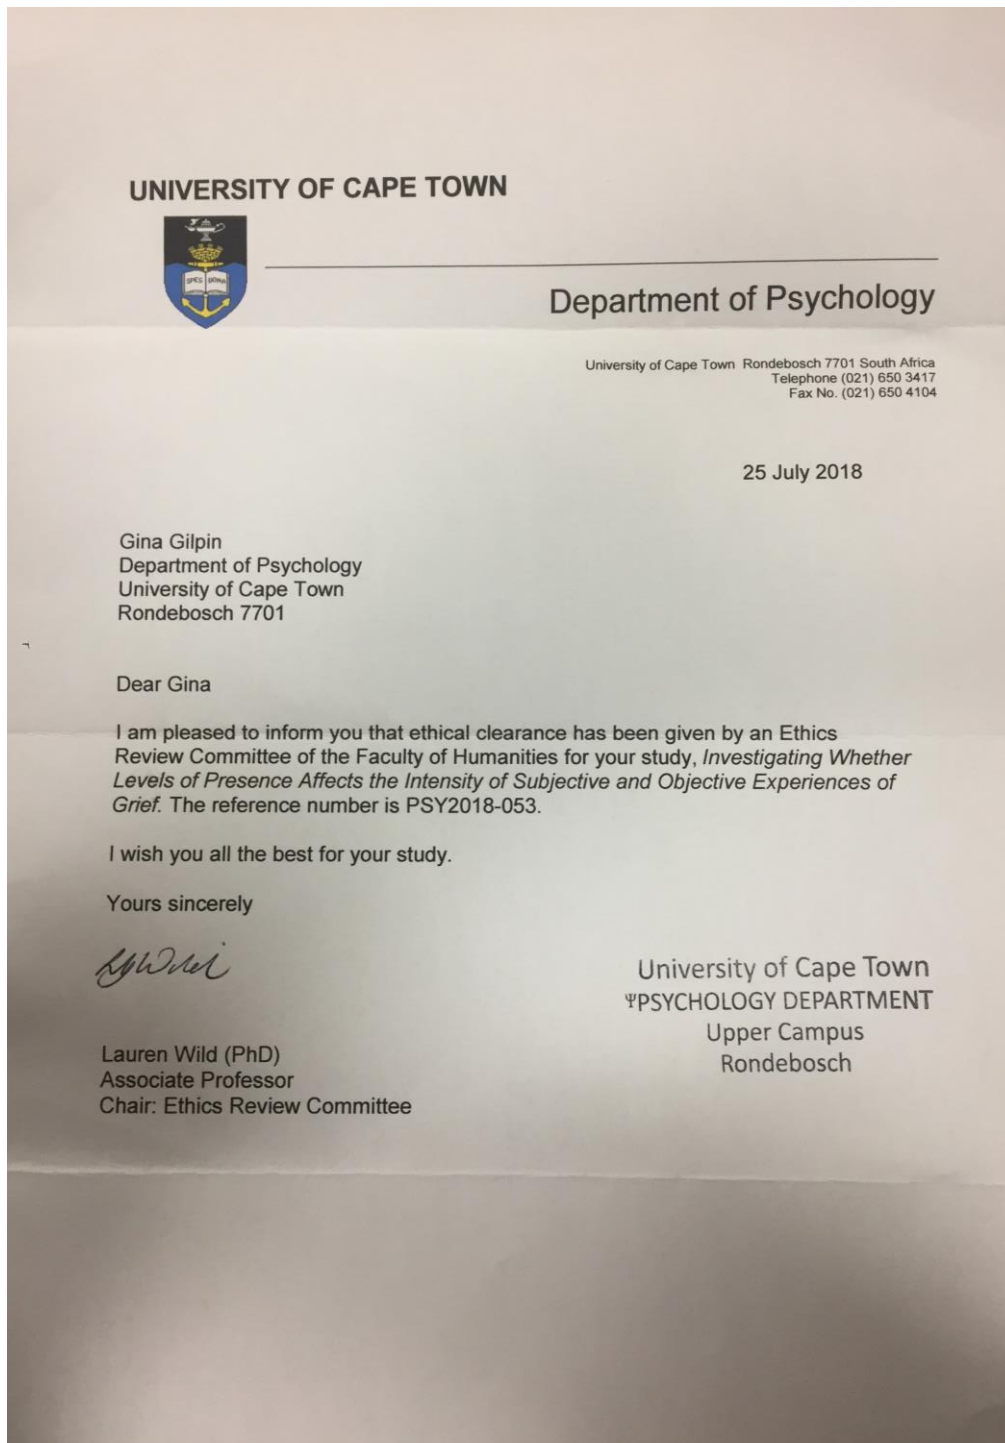 UNIVERSITY OF CAPE TOWN
SPES BONA
Department of Psychology
University of Cape Town Rondebosch 7701 South Africa
Telephone (021) 650 3417
Fax No. (021) 650 4104
25 July 2018
Gina Gilpin
Department of Psychology
University of Cape Town
Rondebosch 7701
Dear Gina
I am pleased to inform you that ethical clearance has been given by an Ethics
Review Committee of the Faculty of Humanities for your study, Investigating Whether
Levels of Presence Affects the Intensity of Subjective and Objective Experiences of
Grief. The reference number is PSY2018-053.
I wish you all the best for your study.
Yours sincerely
Lauren Wild (PhD)
Associate Professor
Chair: Ethics Review Committee
University of Cape Town
ΨPSYCHOLOGY DEPARTMENT
Upper Campus
Rondebosch